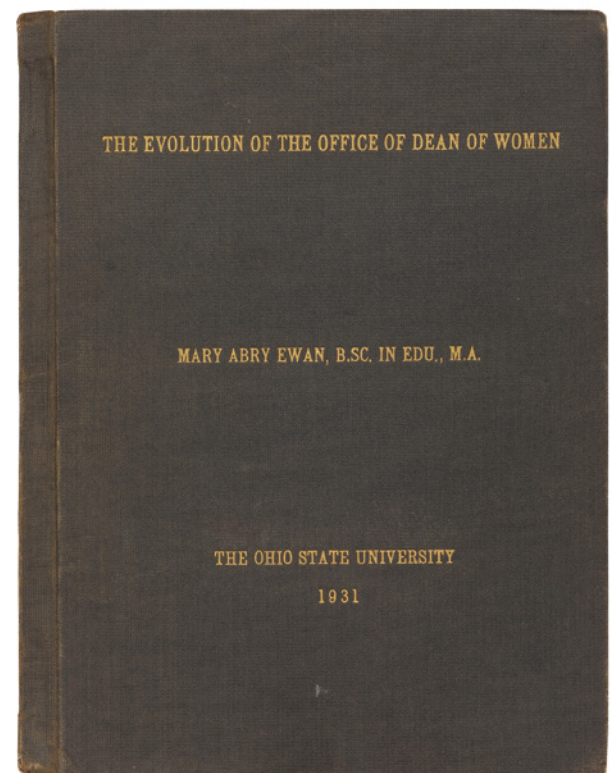 THE EVOLUTION OF THE OFFICE OF DEAN OF WOMEN
MARY ABRY EWAN, B.SC. IN EDU., M.A.
THE OHIO STATE UNIVERSITY
1931